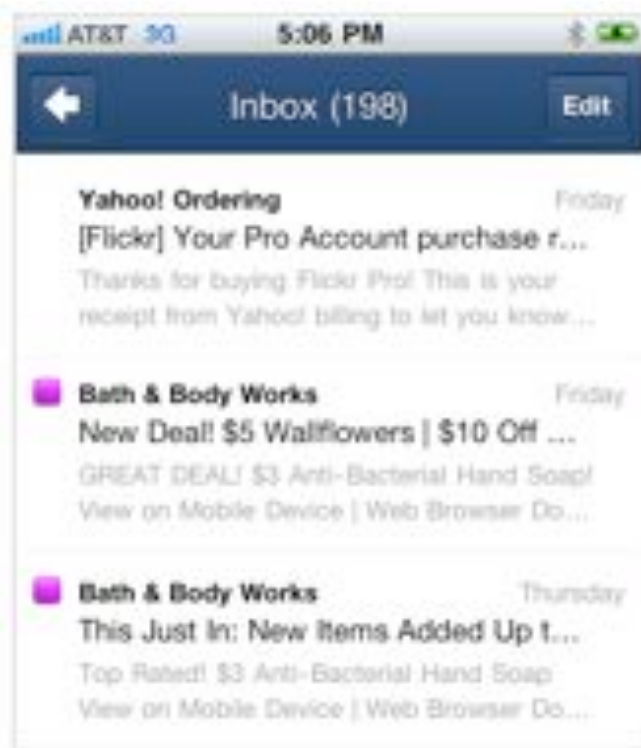 AT&T 3G 5:06 PM
Inbox (198) Edit
Yahoo! Ordering Friday
[Flickr] Your Pro Account purchase r...
Thanks for buying Flickr Pro! This is your
receipt from Yahoo! billing to let you know...
Bath & Body Works Friday
New Deal! $5 Wallflowers | $10 Off ...
GREAT DEAL! $3 Anti-Bacterial Hand Soap!
View on Mobile Device | Web Browser Do...
Bath & Body Works Thursday
This Just In: New Items Added Up t...
Top Rated! $3 Anti-Bacterial Hand Soap
View on Mobile Device | Web Browser Do...